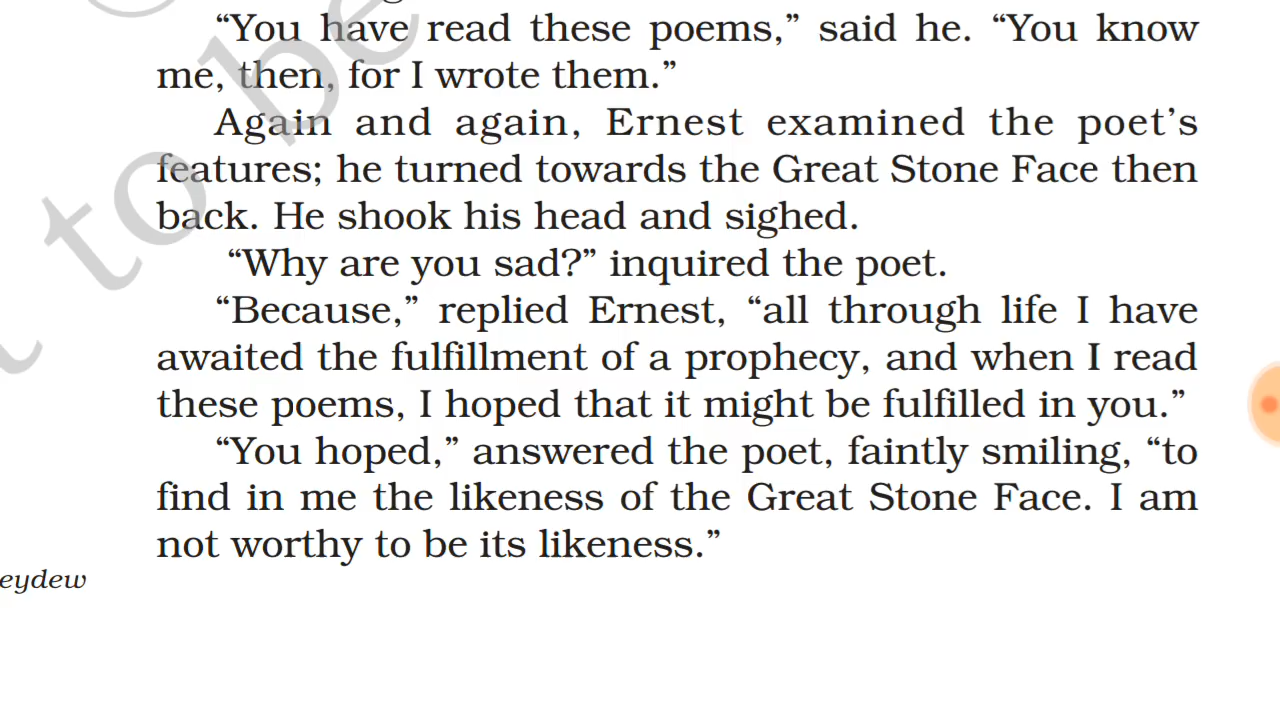 “You have read these poems,” said he. “You know
me, then, for I wrote them.”
Again and again, Ernest examined the poet’s
features; he turned towards the Great Stone Face then
back. He shook his head and sighed.
“Why are you sad?” inquired the poet.
“Because,” replied Ernest, “all through life I have
awaited the fulfillment of a prophecy, and when I read
these poems, I hoped that it might be fulfilled in you.”
“You hoped,” answered the poet, faintly smiling, “to
find in me the likeness of the Great Stone Face. I am
not worthy to be its likeness.”
eydew
to be